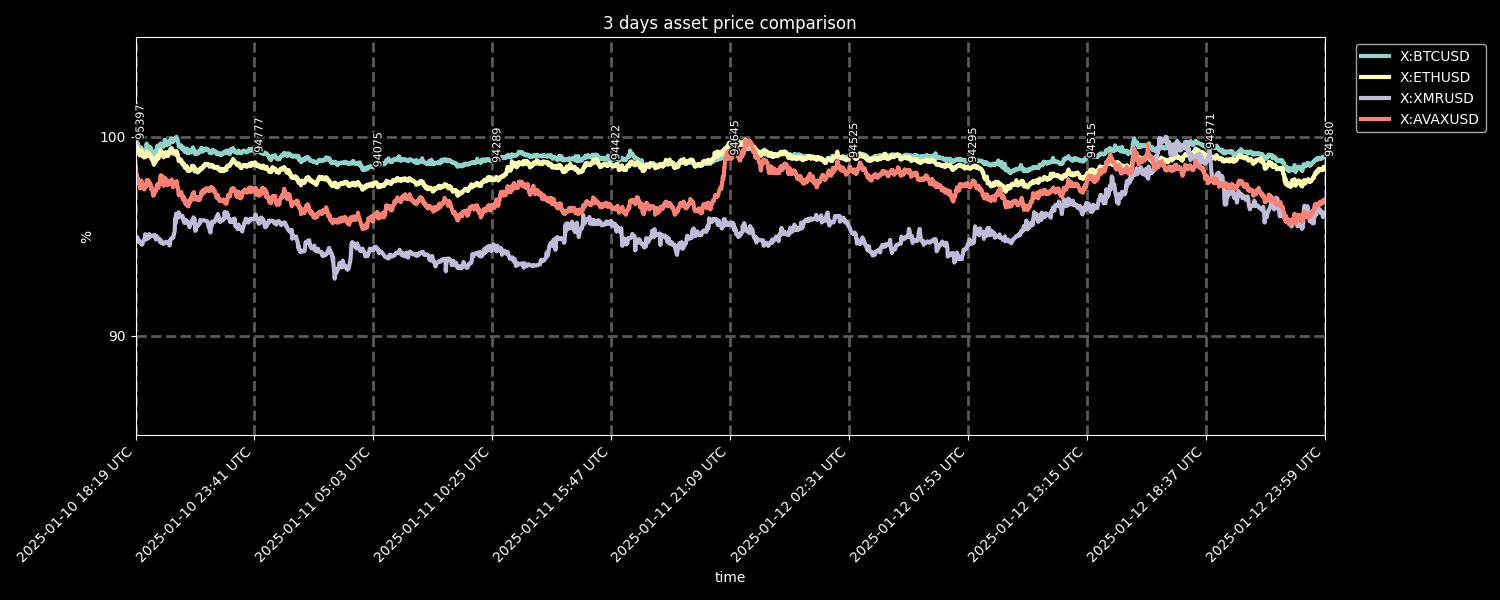 3 days asset price comparison
X:BTCUSD
X:ETHUSD
X:XMRUSD
X:AVAXUSD
100
90
%
95397
94777
94075
94289
94422
94645
94525
94295
94515
94971
94580
2025-01-10 18:19 UTC
2025-01-10 23:41 UTC
2025-01-11 05:03 UTC
2025-01-11 10:25 UTC
2025-01-11 15:47 UTC
2025-01-11 21:09 UTC
2025-01-12 02:31 UTC
2025-01-12 07:53 UTC
2025-01-12 13:15 UTC
2025-01-12 18:37 UTC
2025-01-12 23:59 UTC
time